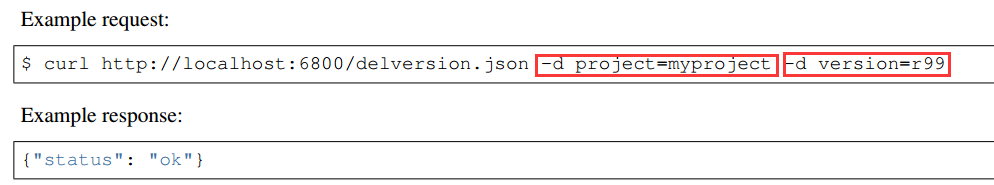 Example request:
$ curl http://localhost:6800/delversion.json -d project=myproject -d version=r99
Example response:
{"status": "ok"}